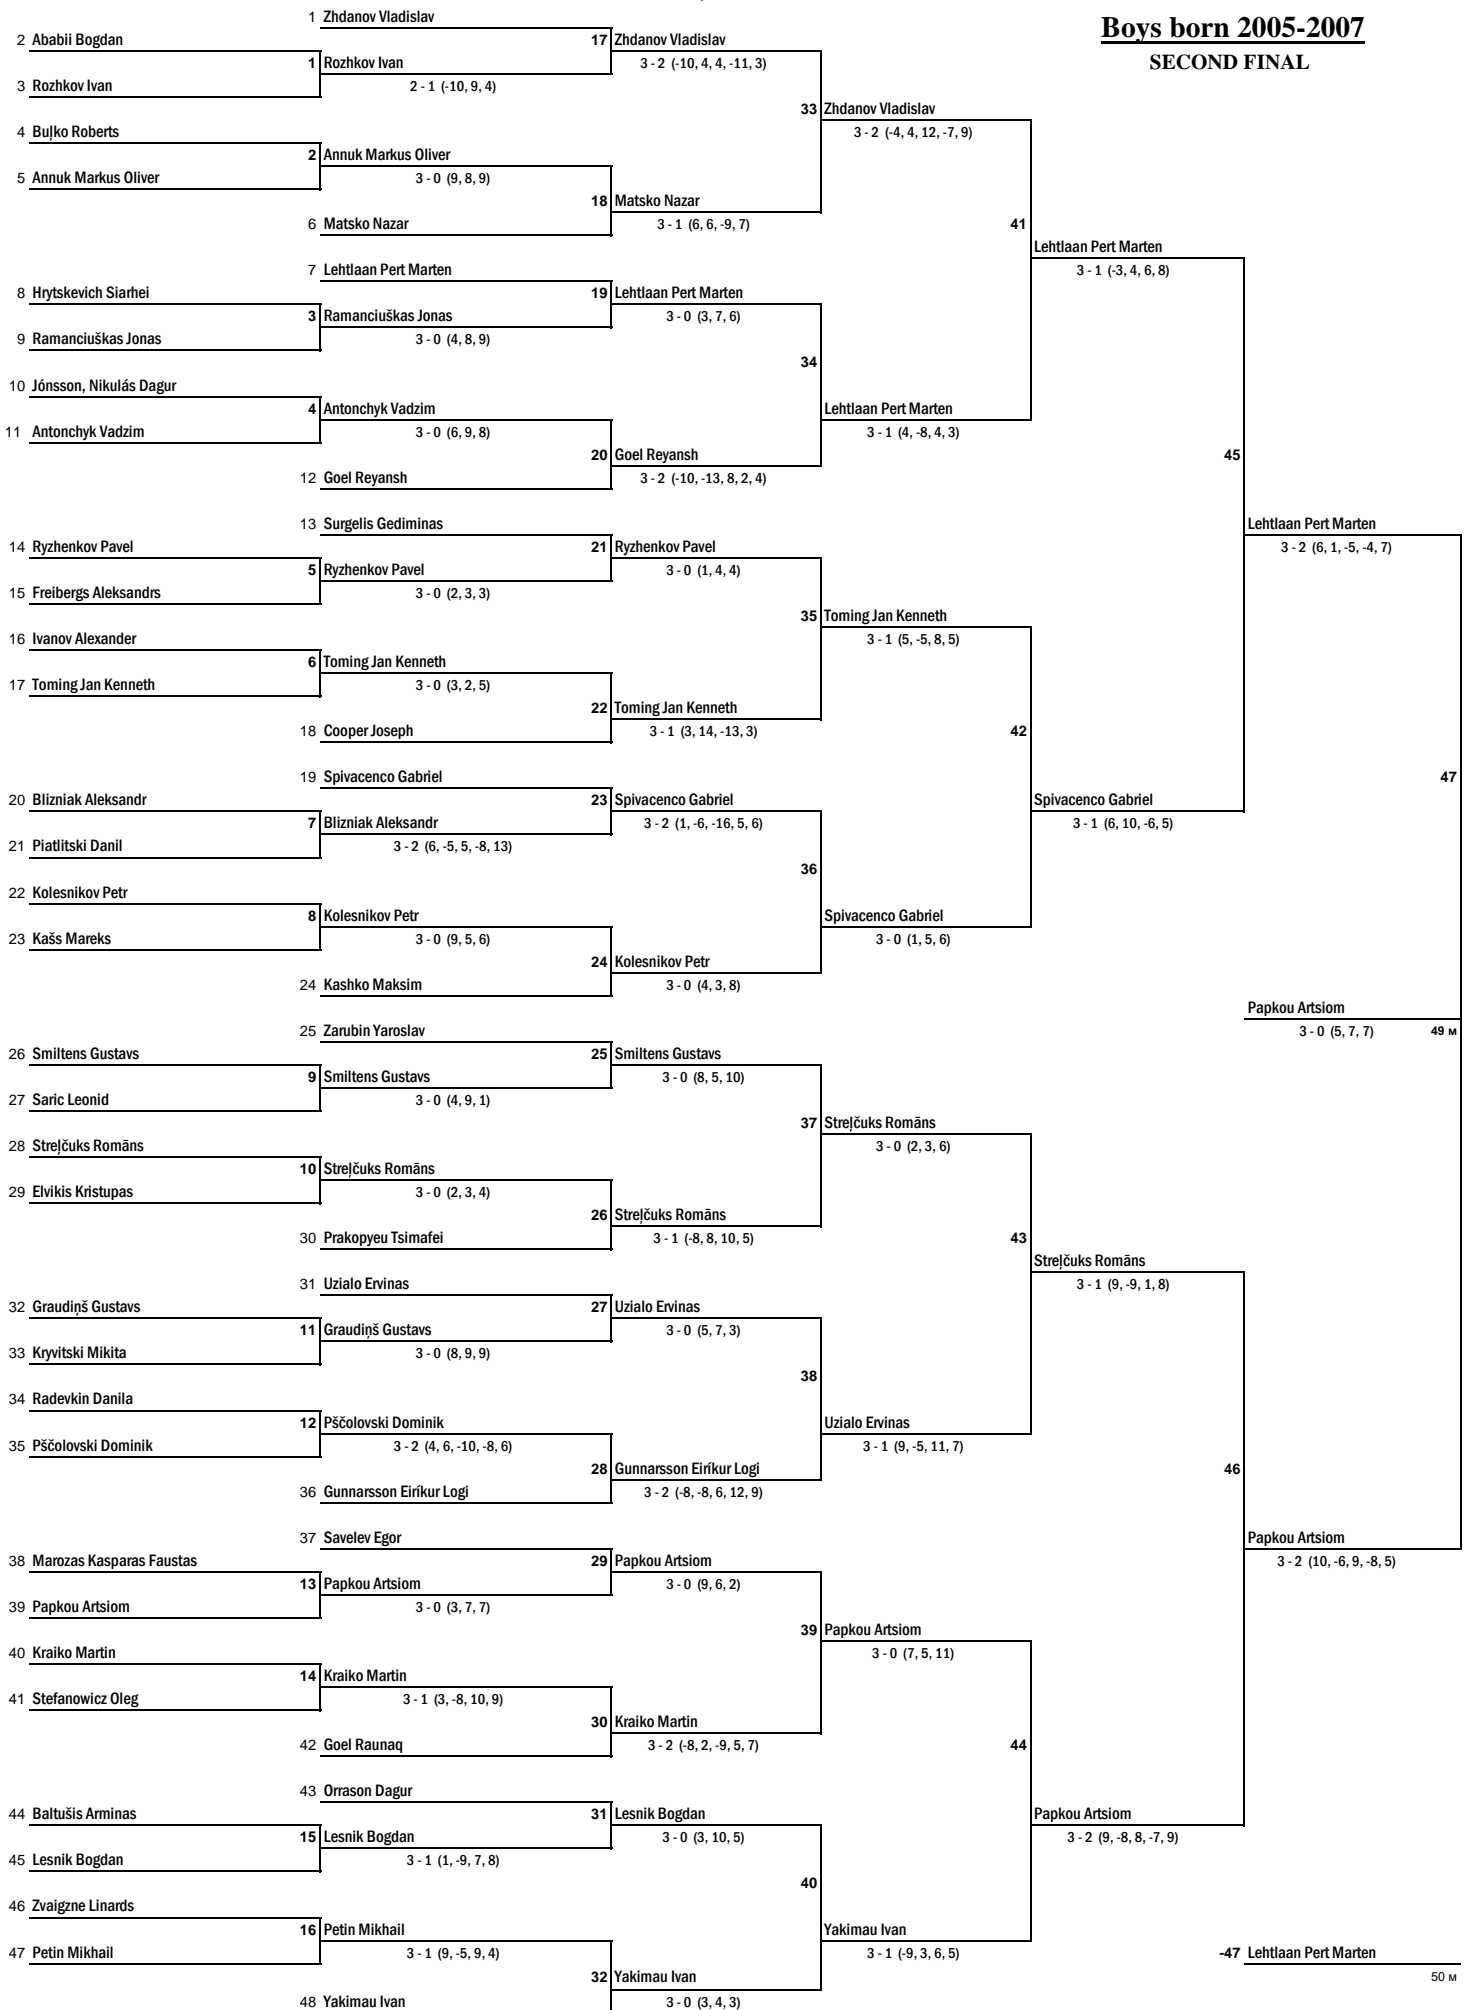 Boys born 2005-2007
SECOND FINAL
1 Zhdanov Vladislav
2 Ababii Bogdan
17 Zhdanov Vladislav
1 Rozhkov Ivan
3 - 2 (-10, 4, 4, -11, 3)
3 Rozhkov Ivan
2 - 1 (-10, 9, 4)
33 Zhdanov Vladislav
4 Buļko Roberts
3 - 2 (-4, 4, 12, -7, 9)
2 Annuk Markus Oliver
5 Annuk Markus Oliver
3 - 0 (9, 8, 9)
18 Matsko Nazar
6 Matsko Nazar
3 - 1 (6, 6, -9, 7)
41
Lehtlaan Pert Marten
7 Lehtlaan Pert Marten
3 - 1 (-3, 4, 6, 8)
8 Hrytskevich Siarhei
19 Lehtlaan Pert Marten
3 Ramanciuškas Jonas
3 - 0 (3, 7, 6)
9 Ramanciuškas Jonas
3 - 0 (4, 8, 9)
34
10 Jónsson, Nikulás Dagur
4 Antonchyk Vadzim
Lehtlaan Pert Marten
11 Antonchyk Vadzim
3 - 0 (6, 9, 8)
3 - 1 (4, -8, 4, 3)
20 Goel Reyansh
45
12 Goel Reyansh
3 - 2 (-10, -13, 8, 2, 4)
13 Surgelis Gediminas
Lehtlaan Pert Marten
14 Ryzhenkov Pavel
21 Ryzhenkov Pavel
3 - 2 (6, 1, -5, -4, 7)
5 Ryzhenkov Pavel
3 - 0 (1, 4, 4)
15 Freibergs Aleksandrs
3 - 0 (2, 3, 3)
35 Toming Jan Kenneth
16 Ivanov Alexander
3 - 1 (5, -5, 8, 5)
6 Toming Jan Kenneth
17 Toming Jan Kenneth
3 - 0 (3, 2, 5)
22 Toming Jan Kenneth
18 Cooper Joseph
3 - 1 (3, 14, -13, 3)
42
19 Spivacenco Gabriel
47
20 Blizniak Aleksandr
23 Spivacenco Gabriel
Spivacenco Gabriel
7 Blizniak Aleksandr
3 - 2 (1, -6, -16, 5, 6)
3 - 1 (6, 10, -6, 5)
21 Piatlitski Danil
3 - 2 (6, -5, 5, -8, 13)
36
22 Kolesnikov Petr
8 Kolesnikov Petr
Spivacenco Gabriel
23 Kašs Mareks
3 - 0 (9, 5, 6)
3 - 0 (1, 5, 6)
24 Kolesnikov Petr
24 Kashko Maksim
3 - 0 (4, 3, 8)
Papkou Artsiom
25 Zarubin Yaroslav
3 - 0 (5, 7, 7) 49 м
26 Smiltens Gustavs
25 Smiltens Gustavs
9 Smiltens Gustavs
3 - 0 (8, 5, 10)
27 Saric Leonid
3 - 0 (4, 9, 1)
37 Streļčuks Romāns
28 Streļčuks Romāns
3 - 0 (2, 3, 6)
10 Streļčuks Romāns
29 Elvikis Kristupas
3 - 0 (2, 3, 4)
26 Streļčuks Romāns
30 Prakopyeu Tsimafei
3 - 1 (-8, 8, 10, 5)
43
Streļčuks Romāns
31 Uzialo Ervinas
3 - 1 (9, -9, 1, 8)
32 Graudiņš Gustavs
27 Uzialo Ervinas
11 Graudiņš Gustavs
3 - 0 (5, 7, 3)
33 Kryvitski Mikita
3 - 0 (8, 9, 9)
38
34 Radevkin Danila
12 Pščolovski Dominik
Uzialo Ervinas
35 Pščolovski Dominik
3 - 2 (4, 6, -10, -8, 6)
3 - 1 (9, -5, 11, 7)
28 Gunnarsson Eiríkur Logi
46
36 Gunnarsson Eiríkur Logi
3 - 2 (-8, -8, 6, 12, 9)
37 Savelev Egor
Papkou Artsiom
38 Marozas Kasparas Faustas
29 Papkou Artsiom
3 - 2 (10, -6, 9, -8, 5)
13 Papkou Artsiom
3 - 0 (9, 6, 2)
39 Papkou Artsiom
3 - 0 (3, 7, 7)
39 Papkou Artsiom
40 Kraiko Martin
3 - 0 (7, 5, 11)
14 Kraiko Martin
41 Stefanowicz Oleg
3 - 1 (3, -8, 10, 9)
30 Kraiko Martin
42 Goel Raunaq
3 - 2 (-8, 2, -9, 5, 7)
44
43 Orrason Dagur
44 Baltušis Arminas
31 Lesnik Bogdan
Papkou Artsiom
15 Lesnik Bogdan
3 - 0 (3, 10, 5)
3 - 2 (9, -8, 8, -7, 9)
45 Lesnik Bogdan
3 - 1 (1, -9, 7, 8)
40
46 Zvaigzne Linards
16 Petin Mikhail
Yakimau Ivan
47 Petin Mikhail
3 - 1 (9, -5, 9, 4)
3 - 1 (-9, 3, 6, 5)
-47 Lehtlaan Pert Marten
32 Yakimau Ivan
50 м
48 Yakimau Ivan
3 - 0 (3, 4, 3)